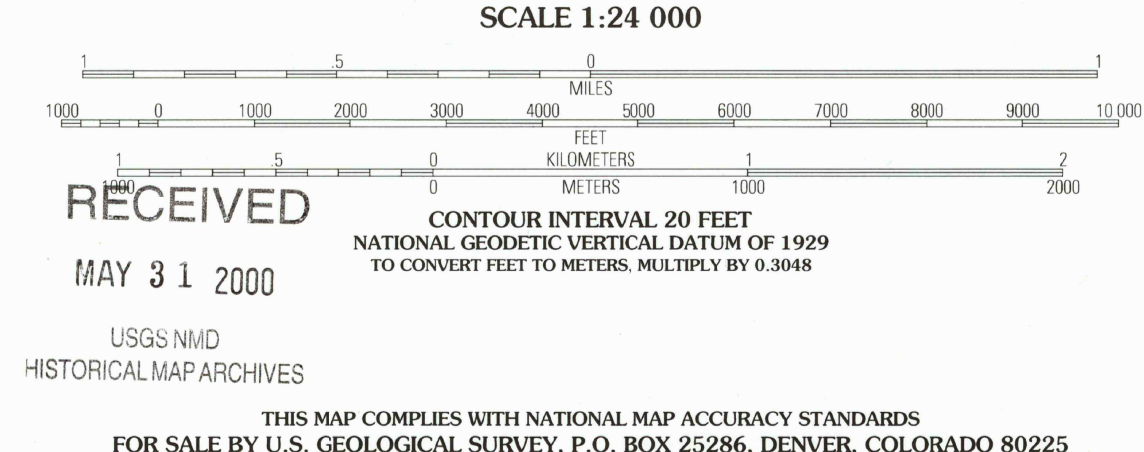 SCALE 1:24 000
1 .5 0 1
MILES
1000 0 1000 2000 3000 4000 5000 6000 7000 8000 9000 10 000
FEET
1 .5 0 KILOMETERS 1 2
1000 0 METERS 1000 2000
RECEIVED
MAY 31 2000
USGS NMD
HISTORICAL MAP ARCHIVES
CONTOUR INTERVAL 20 FEET
NATIONAL GEODETIC VERTICAL DATUM OF 1929
TO CONVERT FEET TO METERS, MULTIPLY BY 0.3048
THIS MAP COMPLIES WITH NATIONAL MAP ACCURACY STANDARDS
FOR SALE BY U.S. GEOLOGICAL SURVEY, P.O. BOX 25286, DENVER, COLORADO 80225